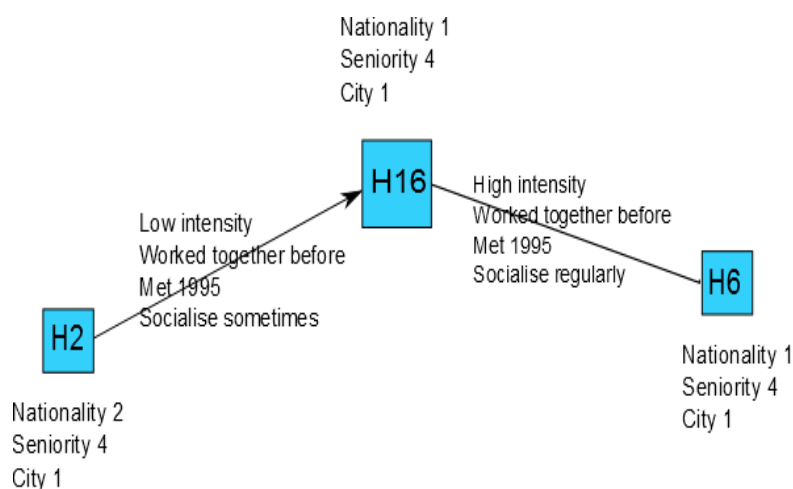 Nationality 1
Seniority 4
City 1
H16
High intensity
Worked together before
Met 1995
Socialise regularly
Low intensity
Worked together before
Met 1995
Socialise sometimes
H6
Nationality 1
Seniority 4
City 1
H2
Nationality 2
Seniority 4
City 1